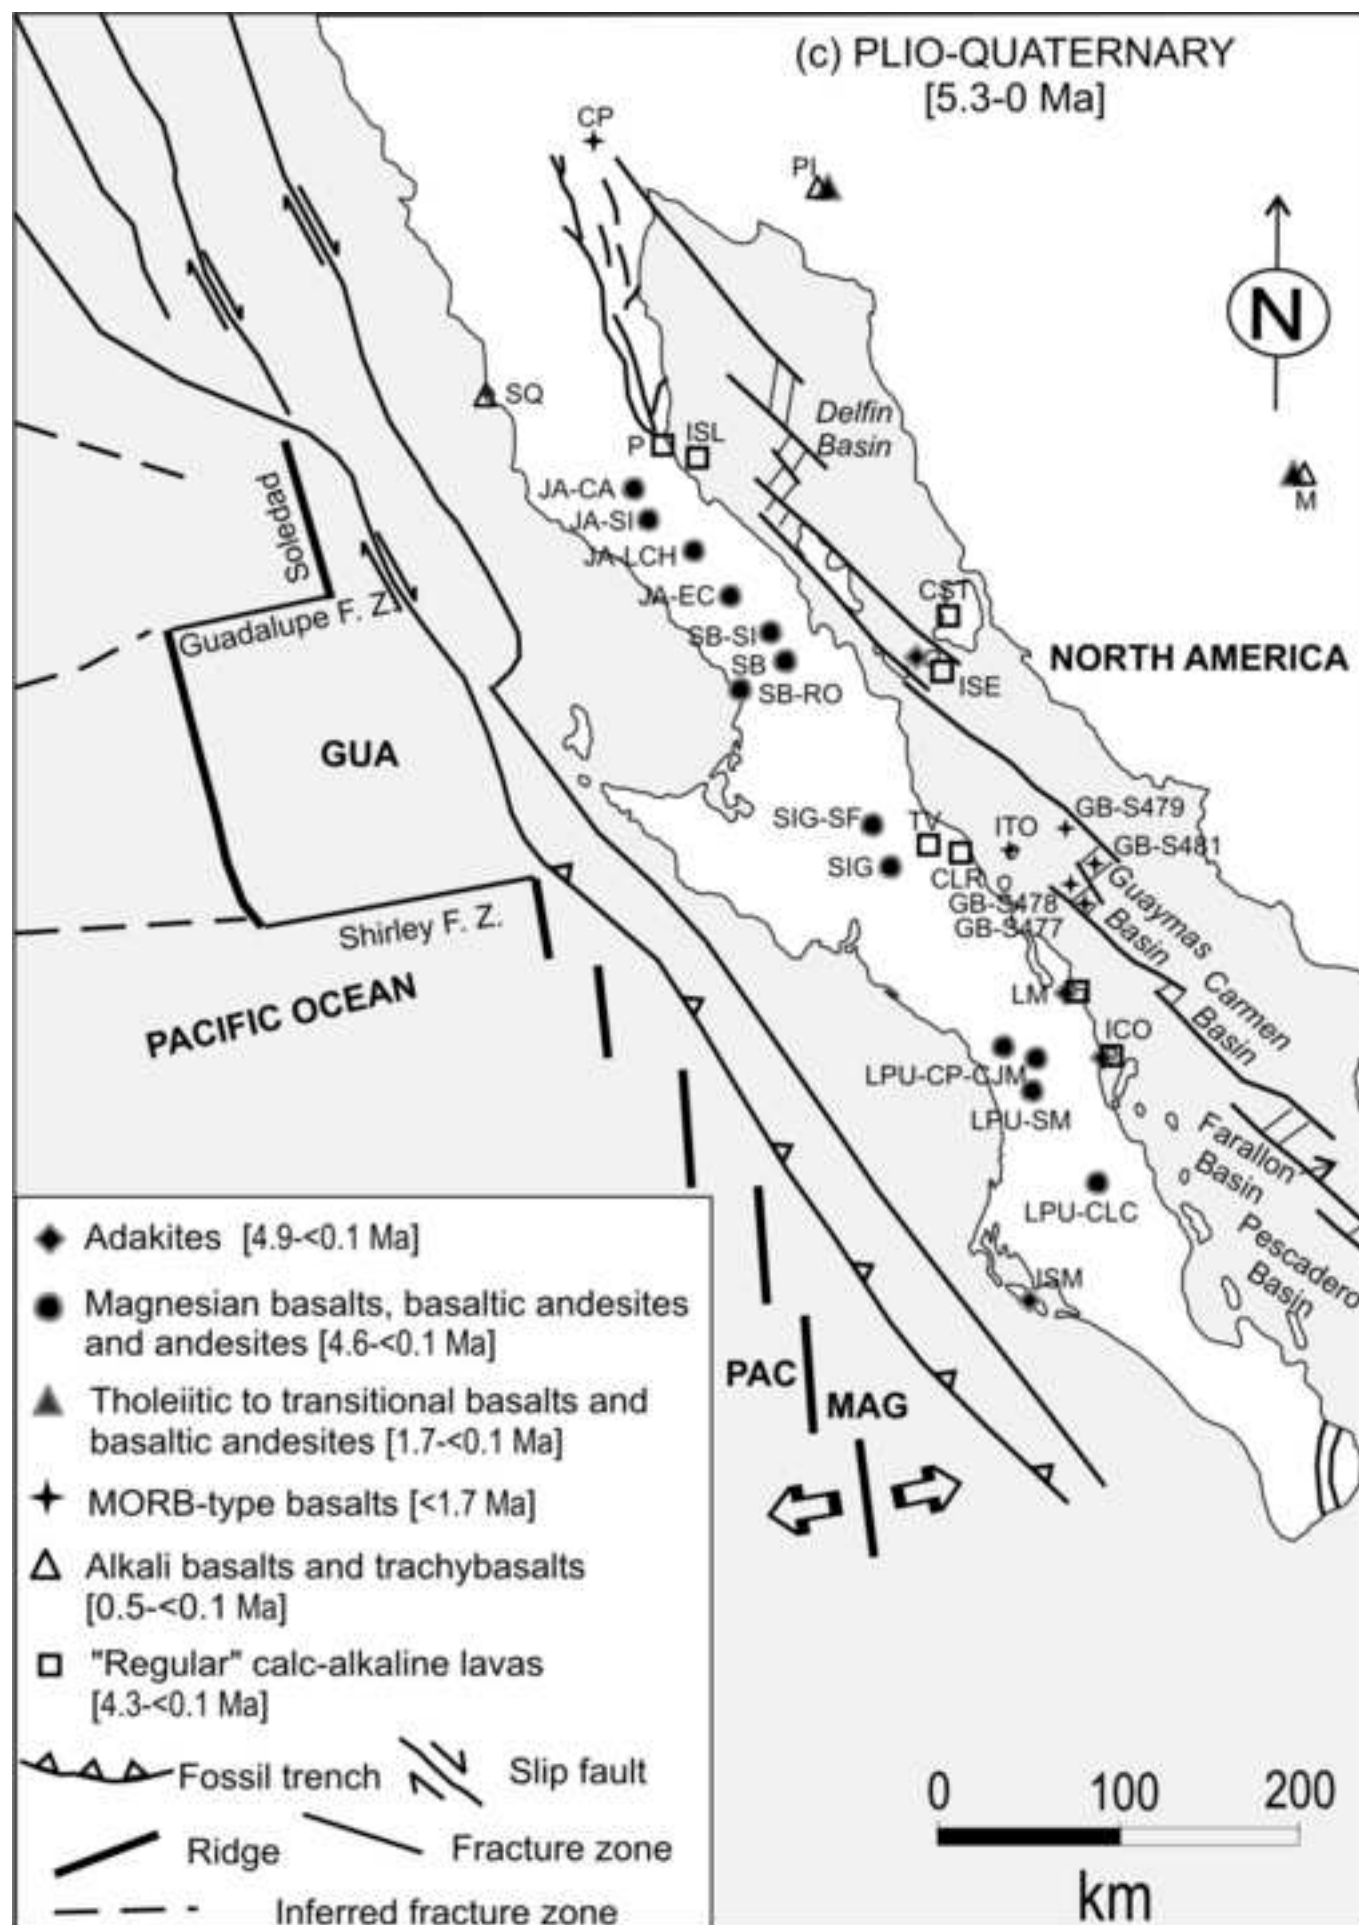 (c) PLIO-QUATERNARY
[5.3-0 Ma]
CP
PI
N
SQ
Delfin
Basin
P
ISL
M
JA-CA
Soledad
JA-SI
JA-LCH
JA-EC
CST
Guadalupe F. Z.
SB-SI
SB
NORTH AMERICA
ISE
SB-RO
GUA
GB-S479
SIG-SF
TV
ITO
GB-S481
SIG
CLR
GB-S478
GB-S477
Guaymas
Basin
Shirley F. Z.
PACIFIC OCEAN
LM
Carmen
Basin
ICO
LPU-CP-CJM
LPU-SM
Farallon
Basin
LPU-CLC
Pescadero
Basin
ISM
PAC
MAG
Adakites [4.9-<0.1 Ma]
Magnesian basalts, basaltic andesites
and andesites [4.6-<0.1 Ma]
Tholeiitic to transitional basalts and
basaltic andesites [1.7-<0.1 Ma]
MORB-type basalts [<1.7 Ma]
Alkali basalts and trachybasalts
[0.5-<0.1 Ma]
"Regular" calc-alkaline lavas
[4.3-<0.1 Ma]
Fossil trench
Slip fault
Ridge
Fracture zone
Inferred fracture zone
0 100 200
km